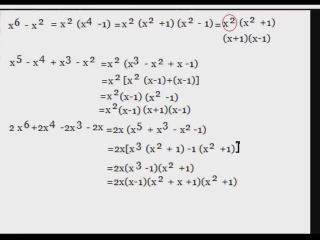 x⁶ - x² = x² (x⁴ -1) =x² (x² +1) (x² - 1) = x² (x² +1)
(x+1)(x-1)
x⁵ - x⁴ + x³ - x² =x² (x³ - x² + x -1)
=x² [x² (x-1)+(x-1)]
=x²(x-1) (x² -1)
=x²(x-1) (x+1)(x-1)
2 x⁶+2x⁴ -2x³ - 2x =2x (x⁵ + x³ - x² -1)
=2x[x³ (x² + 1) -1 (x² +1)]
=2x(x³ -1)(x² +1)
=2x(x-1)(x² + x +1)(x² +1)